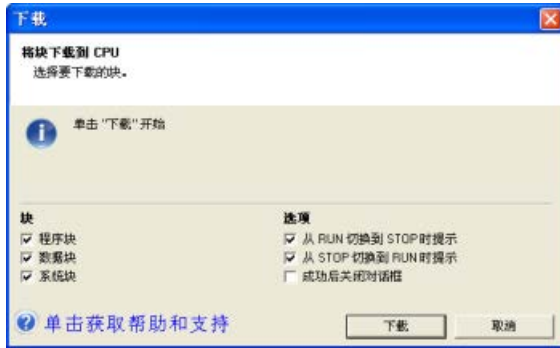 下载
将块下载到 CPU
选择要下载的块。
单击 "下载" 开始
块
程序块
数据块
系统块
选项
从 RUN 切换到 STOP 时提示
从 STOP 切换到 RUN 时提示
成功后关闭对话框
单击获取帮助和支持
下载
取消